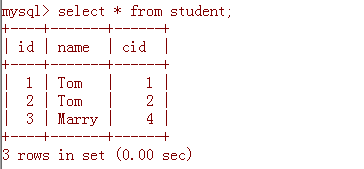 mysql> select * from student;
+----+-------+------+
| id | name  | cid  |
+----+-------+------+
|  1 | Tom   |    1 |
|  2 | Tom   |    2 |
|  3 | Marry |    4 |
+----+-------+------+
3 rows in set (0.00 sec)